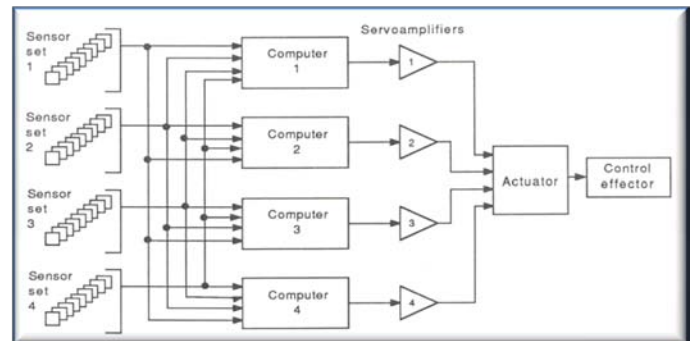 Servoamplifiers
Sensor
set
1
Computer
1
1
Sensor
set
2
Computer
2
2
Actuator
Control
effector
Sensor
set
3
Computer
3
3
Sensor
set
4
Computer
4
4